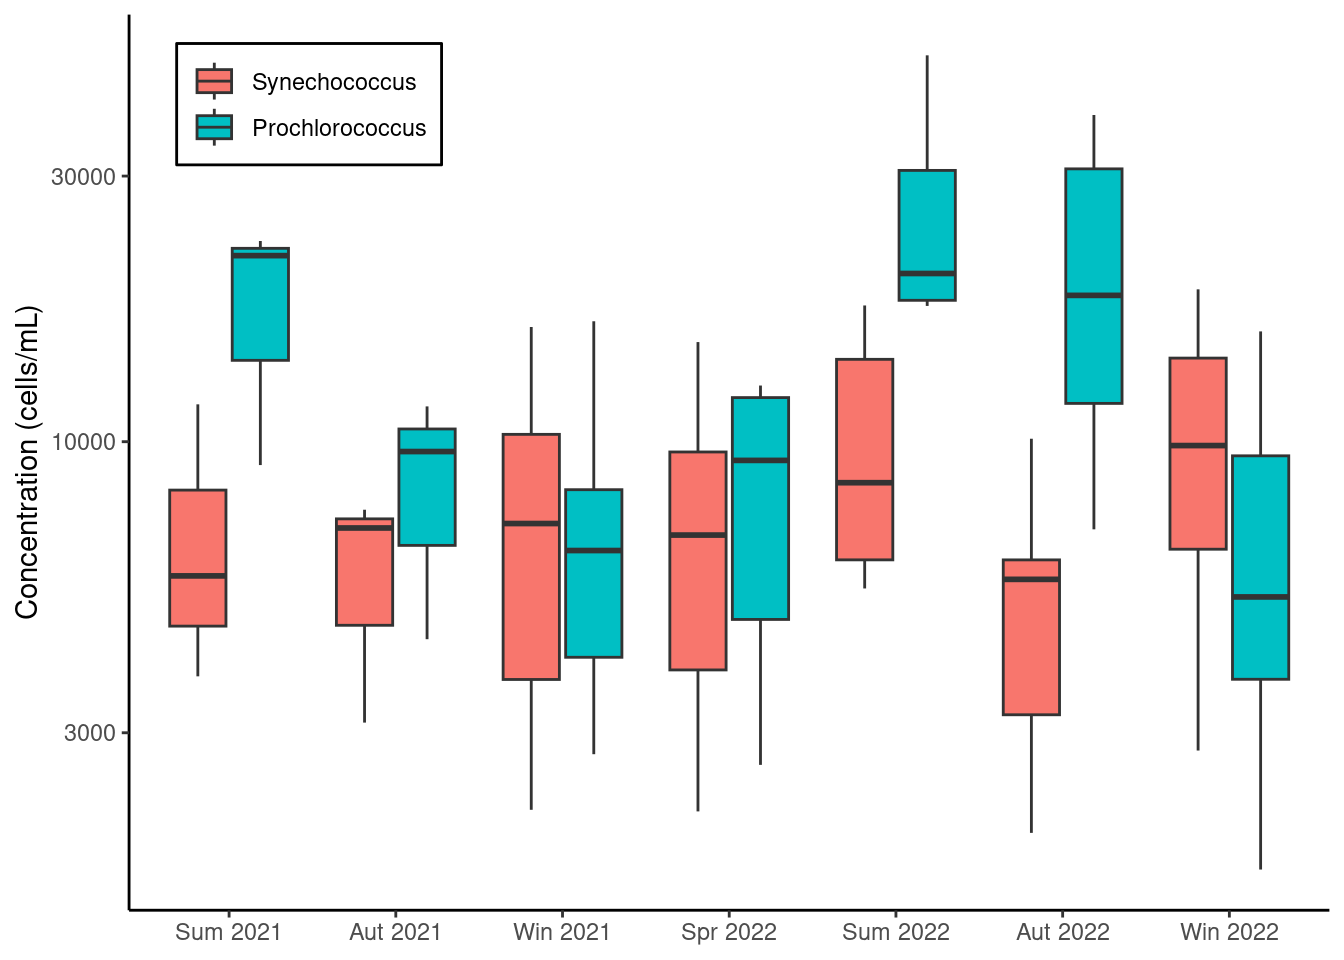 Synechococcus
Prochlorococcus
Concentration (cells/mL)
30000
10000
3000
Sum 2021 Aut 2021 Win 2021 Spr 2022 Sum 2022 Aut 2022 Win 2022